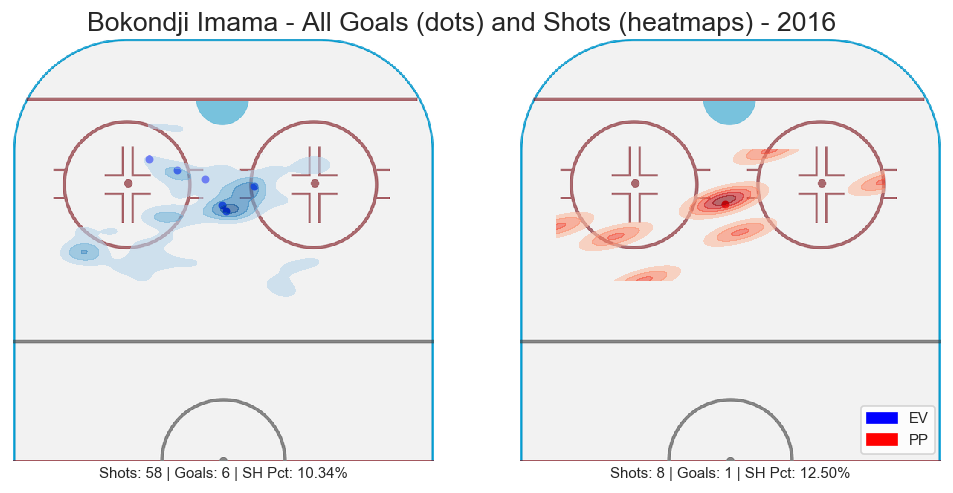 Bokondji Imama - All Goals (dots) and Shots (heatmaps) - 2016
EV
PP
Shots: 58 | Goals: 6 | SH Pct: 10.34%
Shots: 8 | Goals: 1 | SH Pct: 12.50%